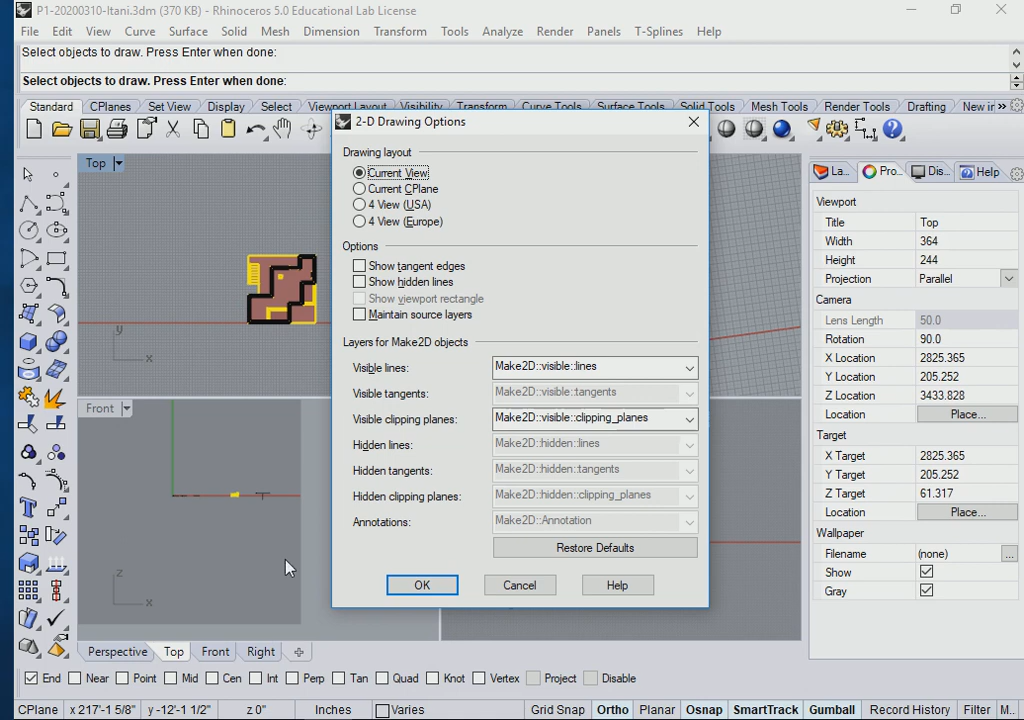 P1-20200310-Itani.3dm (370 KB) - Rhinoceros 5.0 Educational Lab License
File Edit View Curve Surface Solid Mesh Dimension Transform Tools Analyze Render Panels T-Splines Help
Select objects to draw. Press Enter when done:
Select objects to draw. Press Enter when done:
Standard CPlanes Set View Display Select Viewport Layout Visibility Transform Curve Tools Surface Tools Solid Tools Mesh Tools Render Tools Drafting New in »
2-D Drawing Options
Drawing layout
Current View
Current CPlane
4 View (USA)
4 View (Europe)
Options
Show tangent edges
Show hidden lines
Show viewport rectangle
Maintain source layers
Layers for Make2D objects
Visible lines: Make2D::visible::lines
Visible tangents: Make2D::visible::tangents
Visible clipping planes: Make2D::visible::clipping_planes
Hidden lines: Make2D::hidden::lines
Hidden tangents: Make2D::hidden::tangents
Hidden clipping planes: Make2D::hidden::clipping_planes
Annotations: Make2D::Annotation
Restore Defaults
OK Cancel Help
Top
y
x
Front
z
x
La... Pro... Dis... Help
Viewport
Title Top
Width 364
Height 244
Projection Parallel
Camera
Lens Length 50.0
Rotation 90.0
X Location 2825.365
Y Location 205.252
Z Location 3433.828
Location Place...
Target
X Target 2825.365
Y Target 205.252
Z Target 61.317
Location Place...
Wallpaper
Filename (none) ...
Show
Gray
Perspective Top Front Right
End Near Point Mid Cen Int Perp Tan Quad Knot Vertex Project Disable
CPlane x 217'-1 5/8" y -12'-1 1/2" z 0" Inches Varies Grid Snap Ortho Planar Osnap SmartTrack Gumball Record History Filter M..